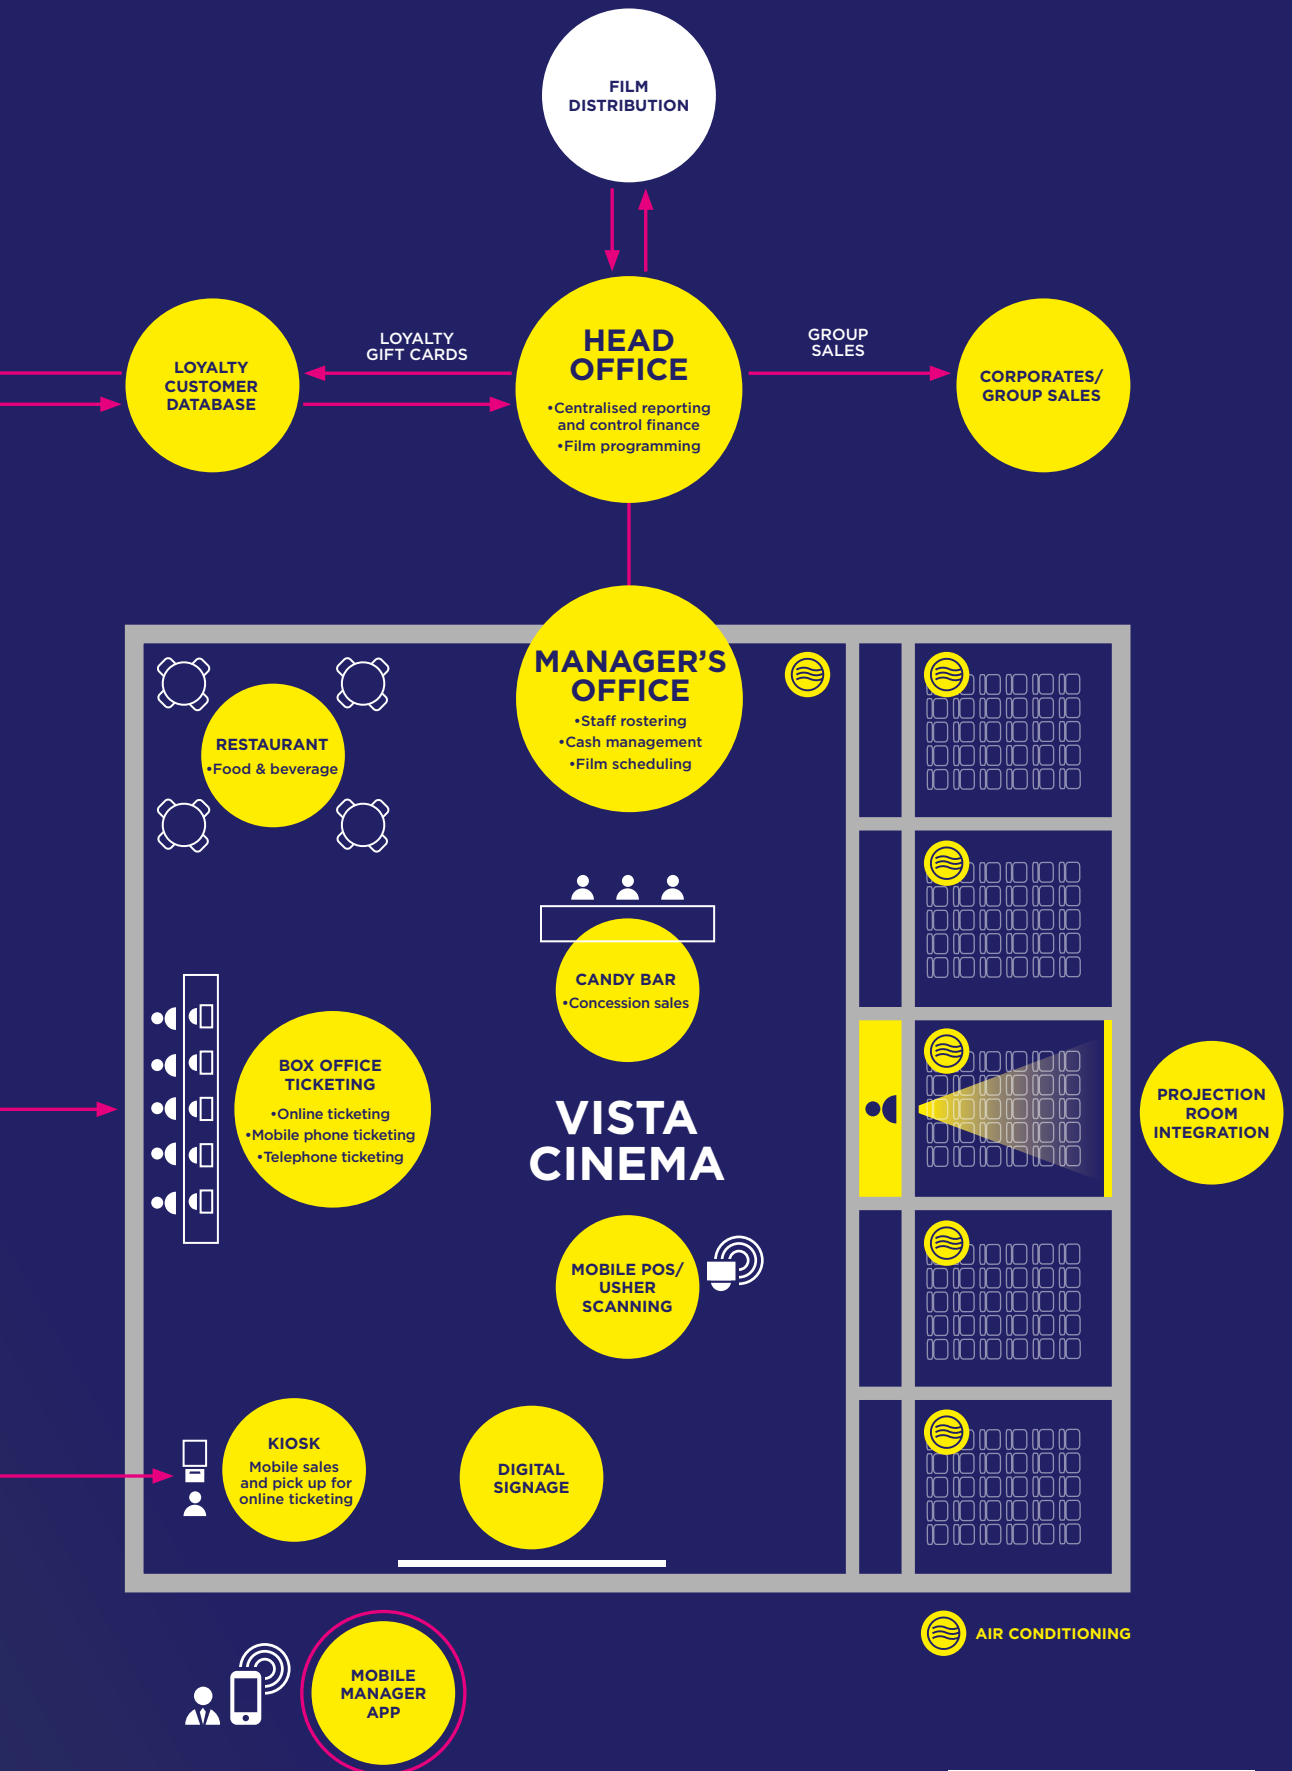 FILM
DISTRIBUTION
LOYALTY
GIFT CARDS
GROUP
SALES
LOYALTY
CUSTOMER
DATABASE
HEAD
OFFICE
•Centralised reporting
and control finance
•Film programming
CORPORATES/
GROUP SALES
MANAGER'S
OFFICE
•Staff rostering
•Cash management
•Film scheduling
RESTAURANT
•Food & beverage
CANDY BAR
•Concession sales
BOX OFFICE
TICKETING
•Online ticketing
•Mobile phone ticketing
•Telephone ticketing
VISTA
CINEMA
PROJECTION
ROOM
INTEGRATION
MOBILE POS/
USHER
SCANNING
KIOSK
Mobile sales
and pick up for
online ticketing
DIGITAL
SIGNAGE
AIR CONDITIONING
MOBILE
MANAGER
APP